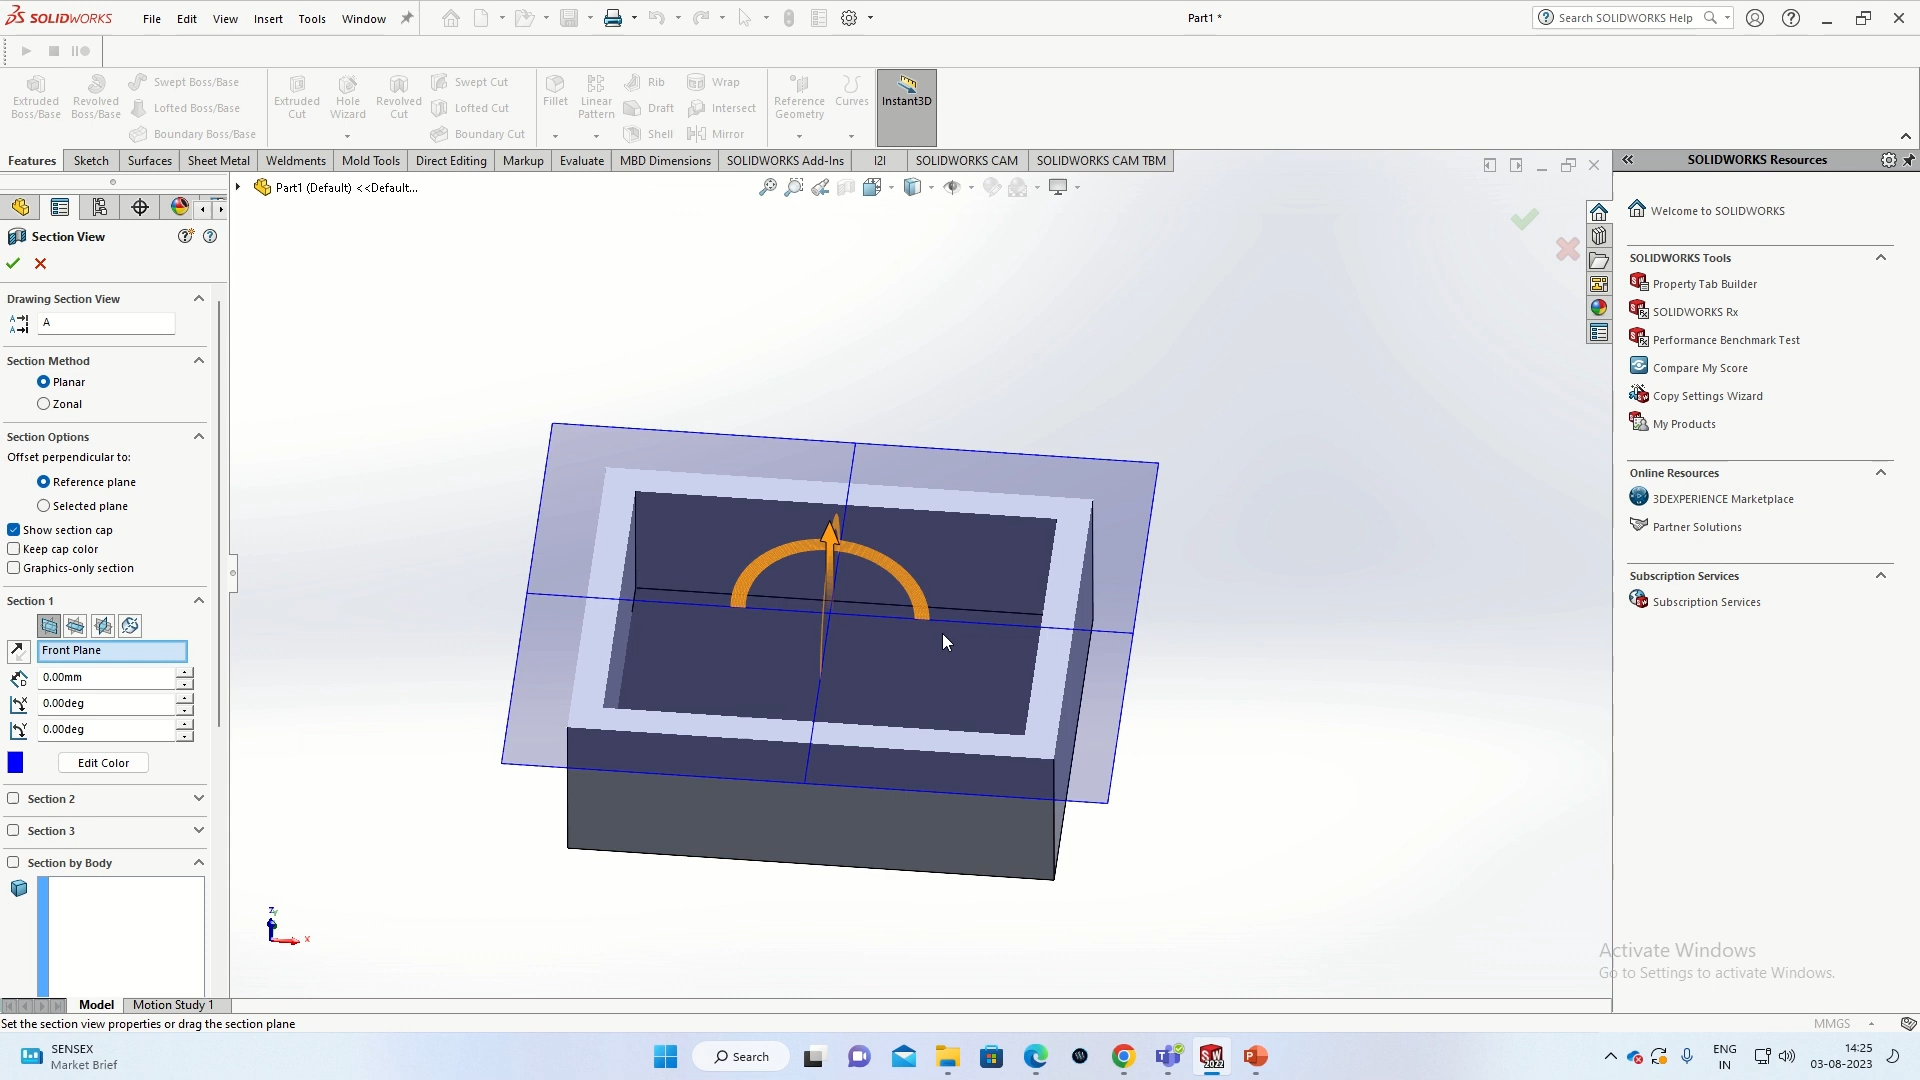 SOLIDWORKS File Edit View Insert Tools Window Part1 * Search SOLIDWORKS Help
Extruded Boss/Base
Revolved Boss/Base
Swept Boss/Base
Lofted Boss/Base
Boundary Boss/Base
Extruded Cut
Hole Wizard
Revolved Cut
Swept Cut
Lofted Cut
Boundary Cut
Fillet
Linear Pattern
Rib
Draft
Shell
Wrap
Intersect
Mirror
Reference Geometry
Curves
Instant3D
Features Sketch Surfaces Sheet Metal Weldments Mold Tools Direct Editing Markup Evaluate MBD Dimensions SOLIDWORKS Add-Ins I2I SOLIDWORKS CAM SOLIDWORKS CAM TBM
Part1 (Default) <<Default...
Section View
Drawing Section View
A
Section Method
Planar
Zonal
Section Options
Offset perpendicular to:
Reference plane
Selected plane
Show section cap
Keep cap color
Graphics-only section
Section 1
Front Plane
0.00mm
0.00deg
0.00deg
Edit Color
Section 2
Section 3
Section by Body
Z
X
SOLIDWORKS Resources
Welcome to SOLIDWORKS
SOLIDWORKS Tools
Property Tab Builder
SOLIDWORKS Rx
Performance Benchmark Test
Compare My Score
Copy Settings Wizard
My Products
Online Resources
3DEXPERIENCE Marketplace
Partner Solutions
Subscription Services
Subscription Services
Activate Windows
Go to Settings to activate Windows.
Model Motion Study 1
Set the section view properties or drag the section plane MMGS
SENSEX
Market Brief
Search
ENG
IN
14:25
03-08-2023